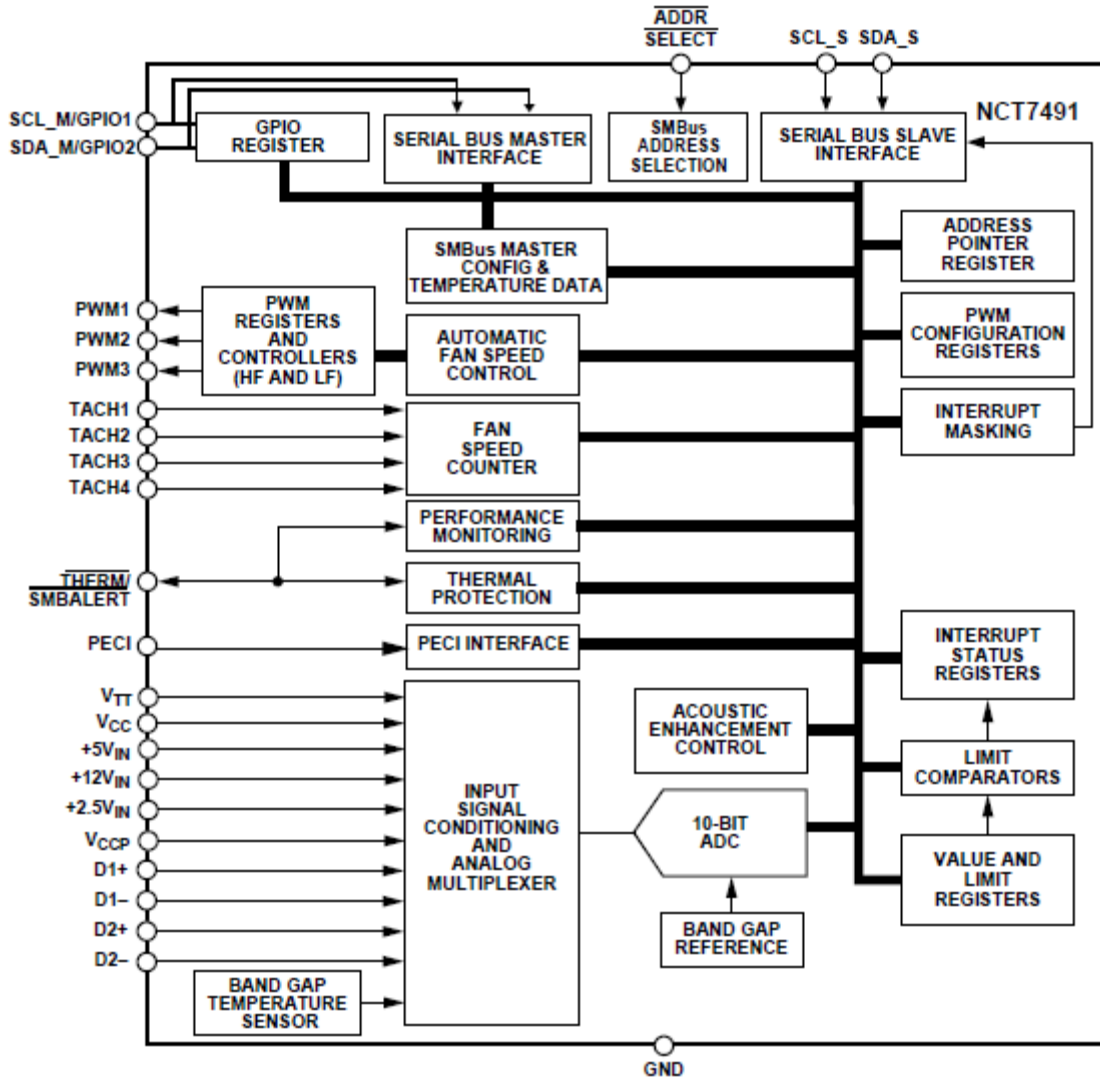 ADDR
SELECT
SCL_S SDA_S
NCT7491
SCL_M/GPIO1
SDA_M/GPIO2
GPIO
REGISTER
SERIAL BUS MASTER
INTERFACE
SMBus
ADDRESS
SELECTION
SERIAL BUS SLAVE
INTERFACE
SMBus MASTER
CONFIG &
TEMPERATURE DATA
ADDRESS
POINTER
REGISTER
PWM1
PWM2
PWM3
PWM
REGISTERS
AND
CONTROLLERS
(HF AND LF)
AUTOMATIC
FAN SPEED
CONTROL
PWM
CONFIGURATION
REGISTERS
TACH1
TACH2
TACH3
TACH4
FAN
SPEED
COUNTER
INTERRUPT
MASKING
PERFORMANCE
MONITORING
THERM/
SMBALERT
THERMAL
PROTECTION
PECI
PECI INTERFACE
INTERRUPT
STATUS
REGISTERS
VTT
VCC
+5VIN
+12VIN
+2.5VIN
VCCP
D1+
D1–
D2+
D2–
INPUT
SIGNAL
CONDITIONING
AND
ANALOG
MULTIPLEXER
ACOUSTIC
ENHANCEMENT
CONTROL
LIMIT
COMPARATORS
10-BIT
ADC
VALUE AND
LIMIT
REGISTERS
BAND GAP
REFERENCE
BAND GAP
TEMPERATURE
SENSOR
GND